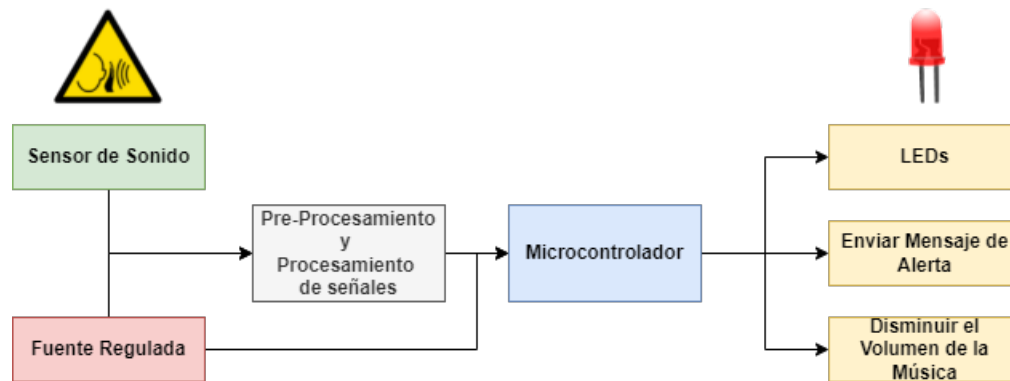 Sensor de Sonido
Pre-Procesamiento
y
Procesamiento
de señales
Fuente Regulada
Microcontrolador
LEDs
Enviar Mensaje de
Alerta
Disminuir el
Volumen de la
Música